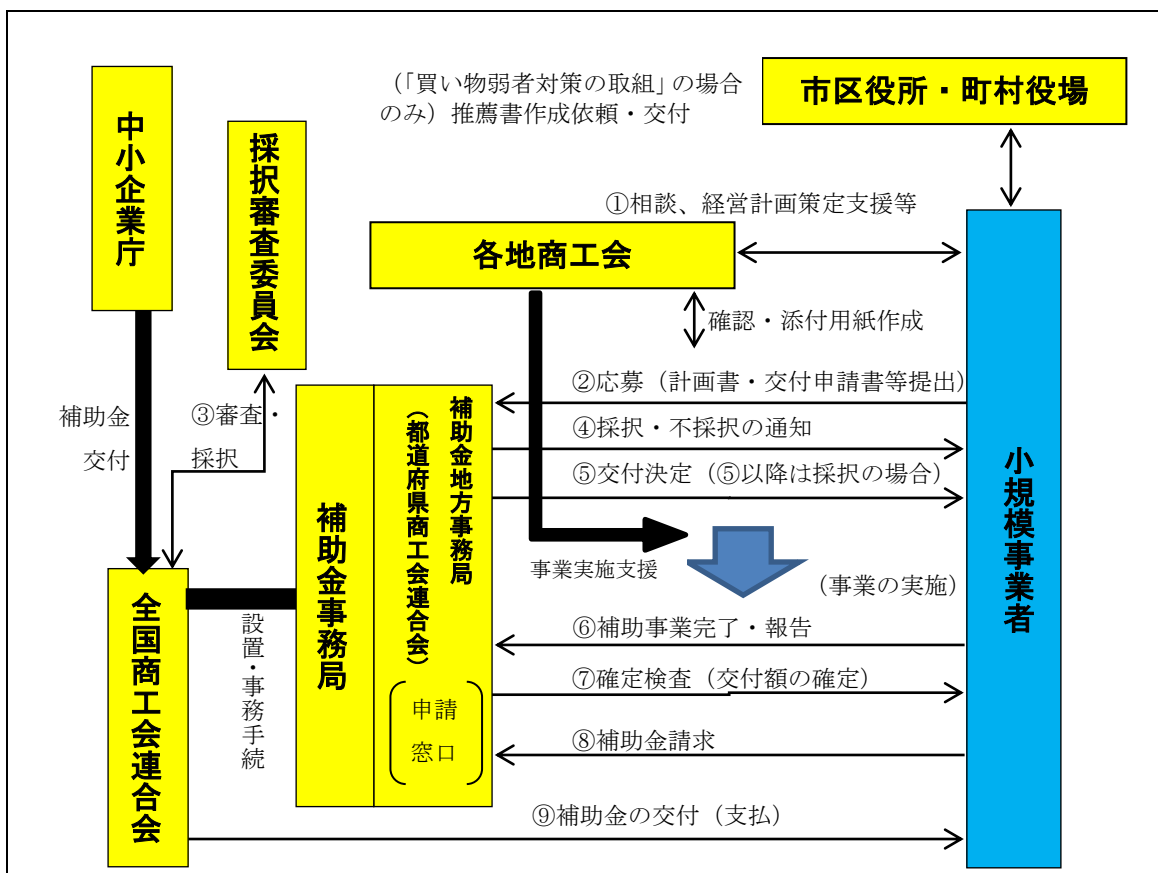 （「買い物弱者対策の取組」の場合
のみ）推薦書作成依頼・交付
市区役所・町村役場
中小企業庁
採択審査委員会
①相談、経営計画策定支援等
各地商工会
確認・添付用紙作成
②応募（計画書・交付申請書等提出）
④採択・不採択の通知
⑤交付決定（⑤以降は採択の場合）
補助金
交付
③審査・
採択
補助金事務局
補助金地方事務局
（都道府県商工会連合会）
申請
窓口
小規模事業者
事業実施支援
（事業の実施）
全国商工会連合会
設置・事務手続
⑥補助事業完了・報告
⑦確定検査（交付額の確定）
⑧補助金請求
⑨補助金の交付（支払）